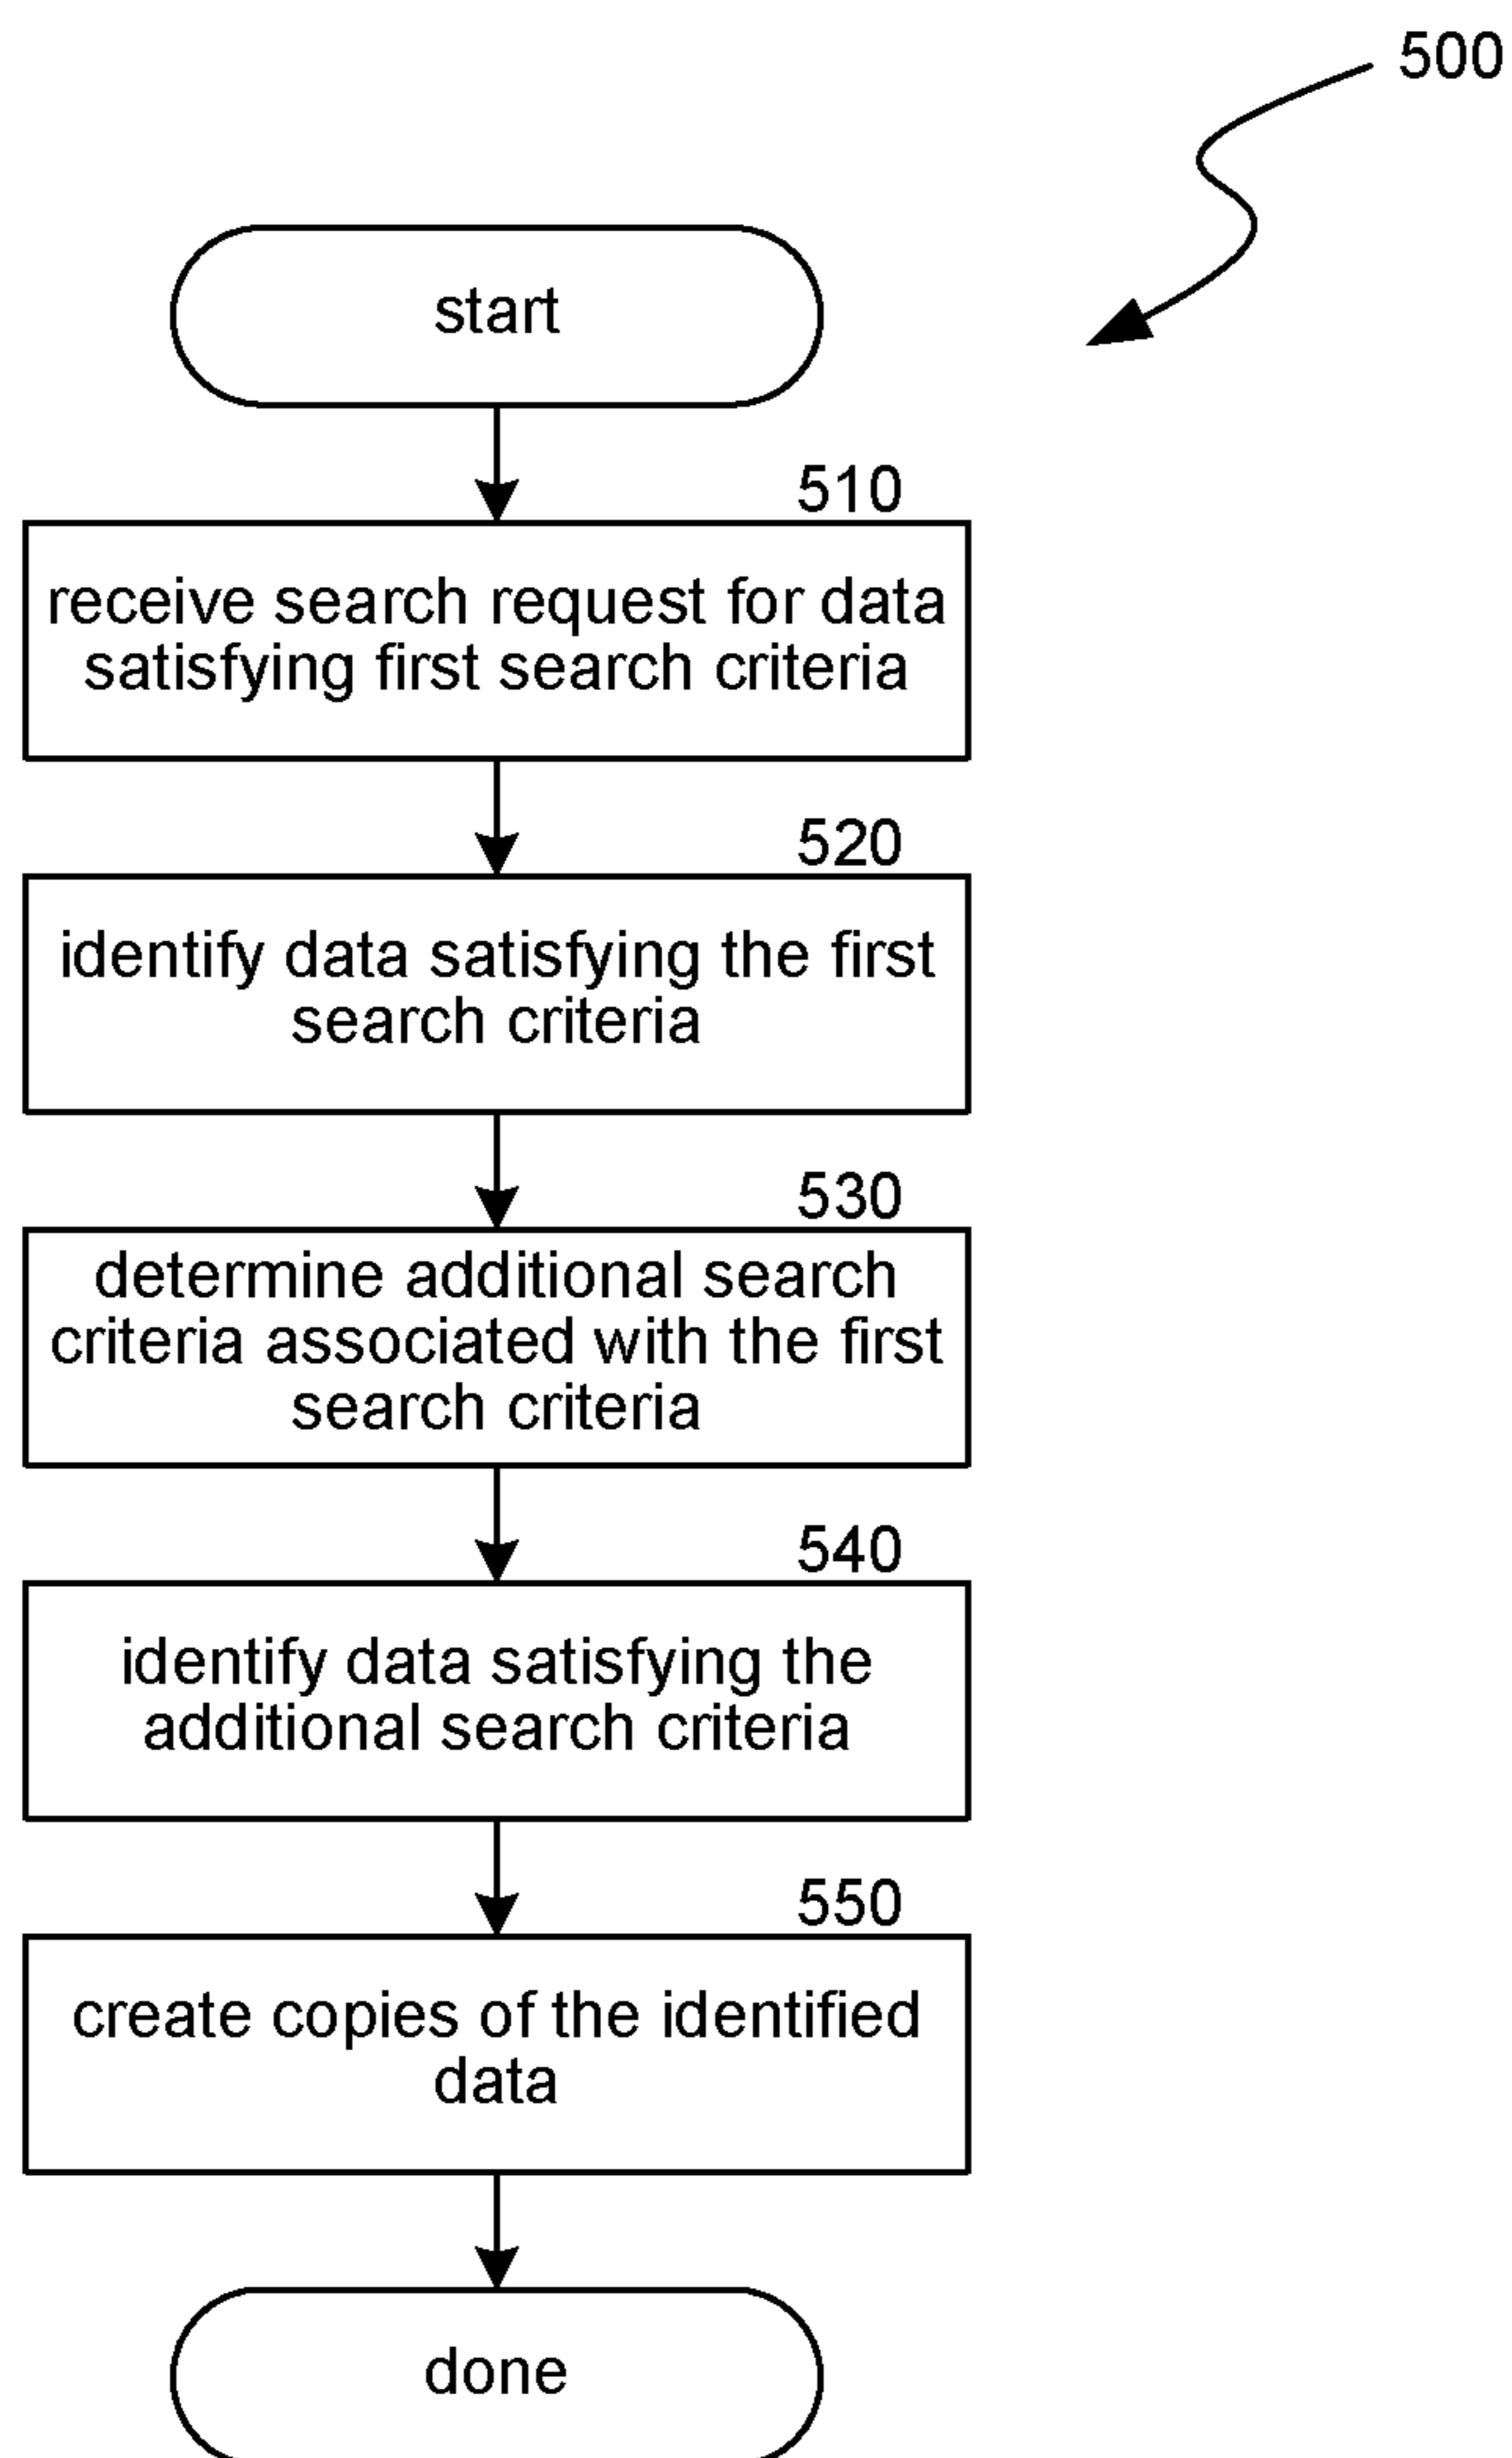 500
start
510
receive search request for data
satisfying first search criteria
520
identify data satisfying the first
search criteria
530
determine additional search
criteria associated with the first
search criteria
540
identify data satisfying the
additional search criteria
550
create copies of the identified
data
done